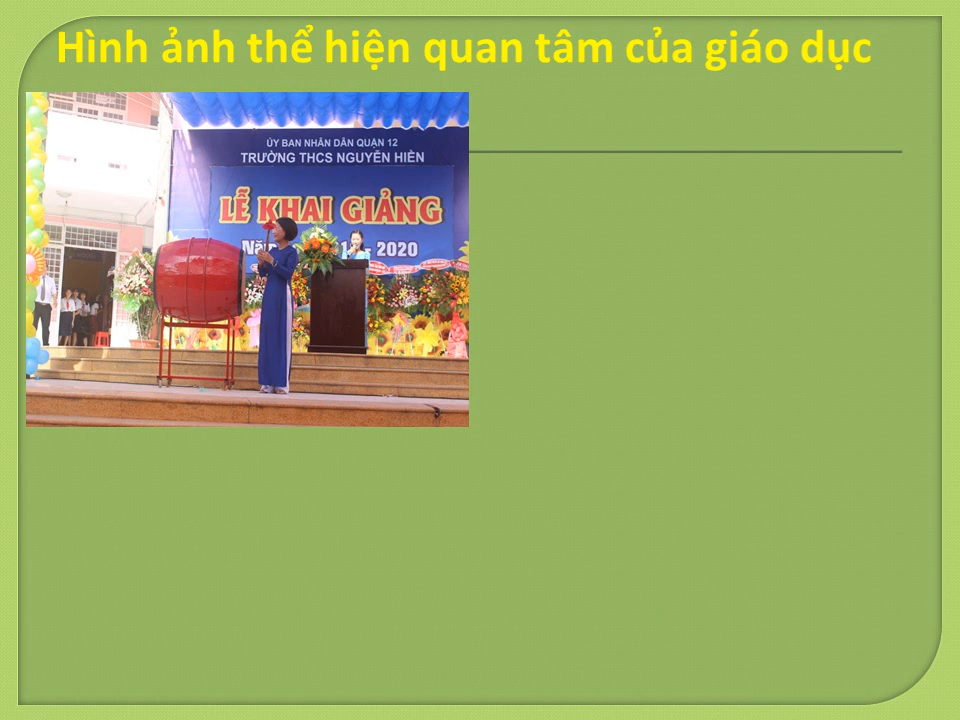 Hình ảnh thể hiện quan tâm của giáo dục
ỦY BAN NHÂN DÂN QUẬN 12
TRƯỜNG THCS NGUYỄN HIỀN
LỄ KHAI GIẢNG
- 2020